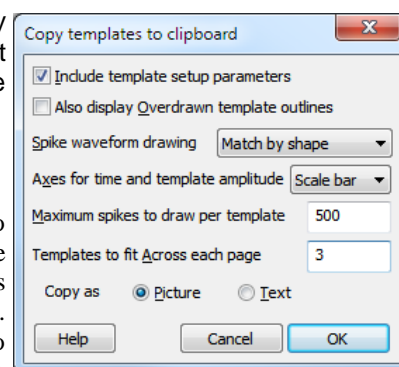 Copy templates to clipboard
Include template setup parameters
Also display Overdrawn template outlines
Spike waveform drawing Match by shape
Axes for time and template amplitude Scale bar
Maximum spikes to draw per template 500
Templates to fit Across each page 3
Copy as Picture Text
Help Cancel OK